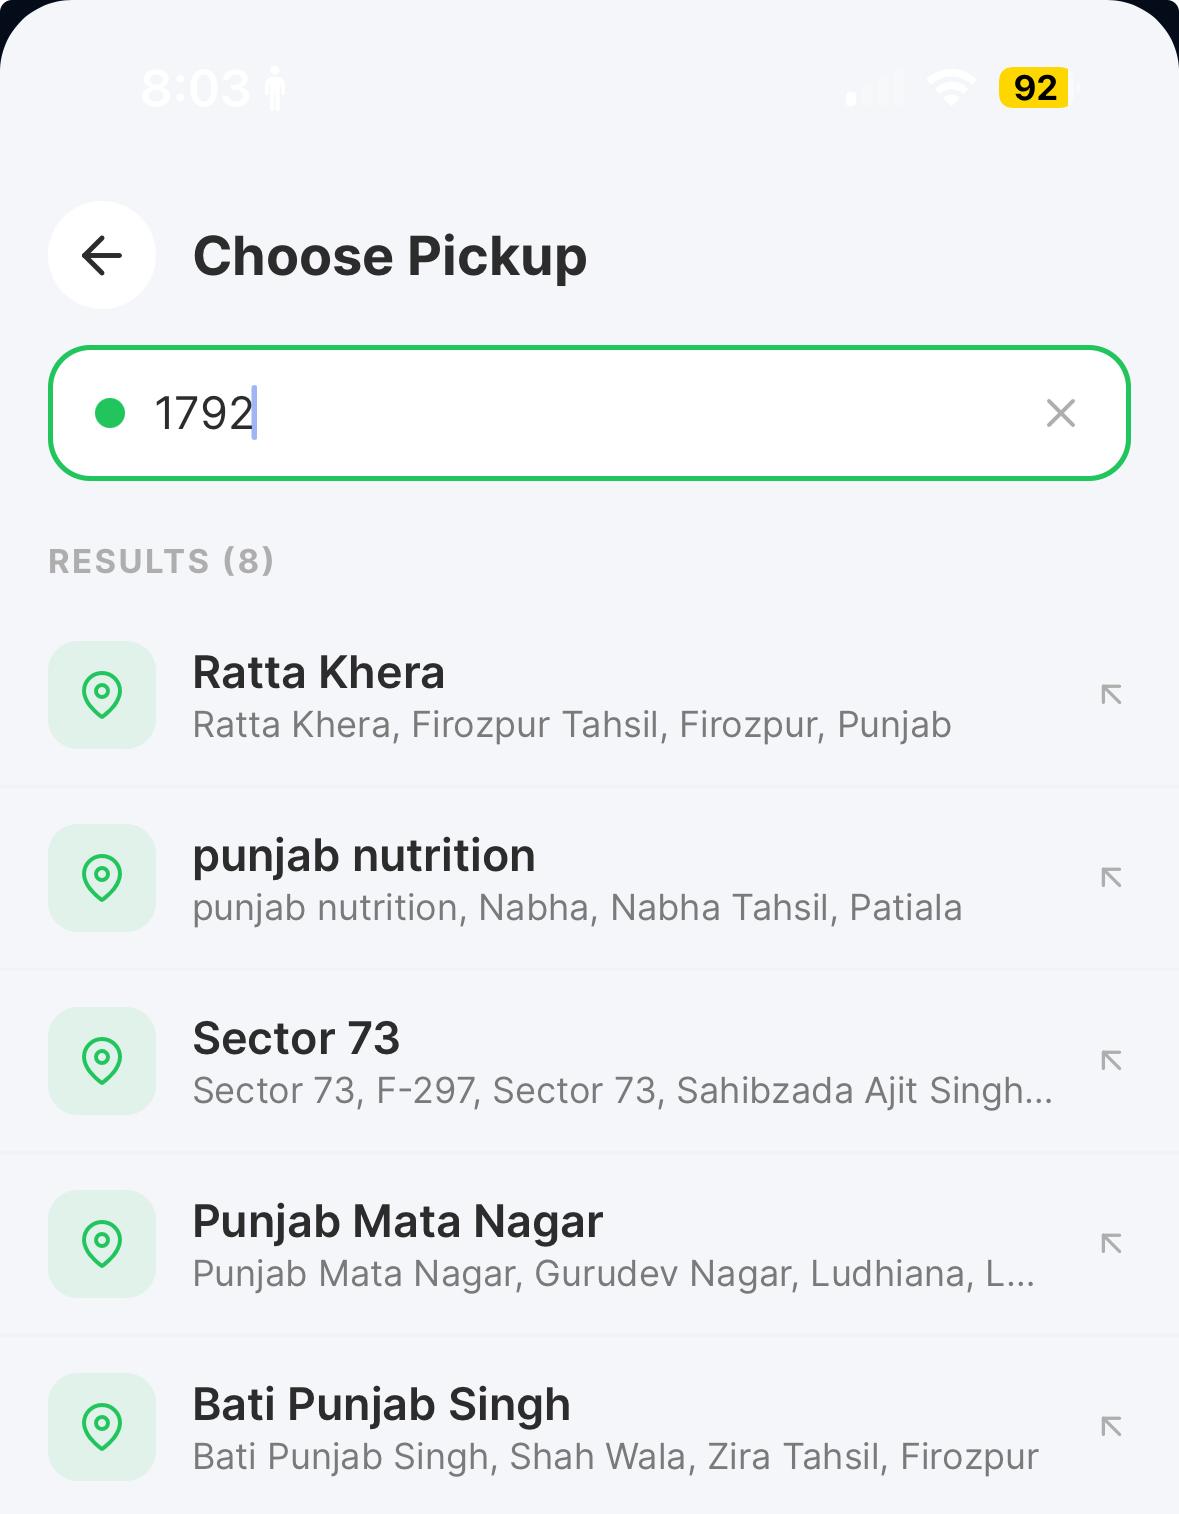 8:03
92
Choose Pickup
1792
RESULTS (8)
Ratta Khera
Ratta Khera, Firozpur Tahsil, Firozpur, Punjab
punjab nutrition
punjab nutrition, Nabha, Nabha Tahsil, Patiala
Sector 73
Sector 73, F-297, Sector 73, Sahibzada Ajit Singh...
Punjab Mata Nagar
Punjab Mata Nagar, Gurudev Nagar, Ludhiana, L...
Bati Punjab Singh
Bati Punjab Singh, Shah Wala, Zira Tahsil, Firozpur